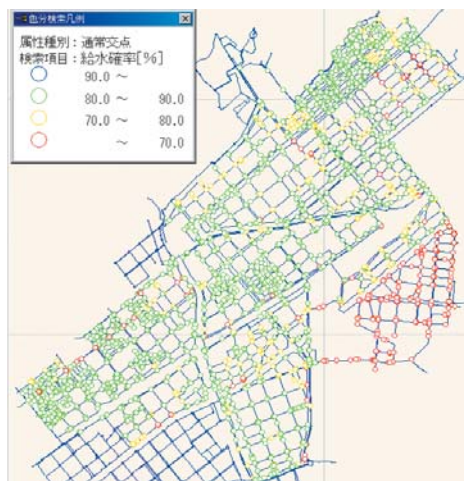 色分検索凡例
属性種別：通常交点
検索項目：給水確率[%]
90.0 ～
80.0 ～ 90.0
70.0 ～ 80.0
～ 70.0